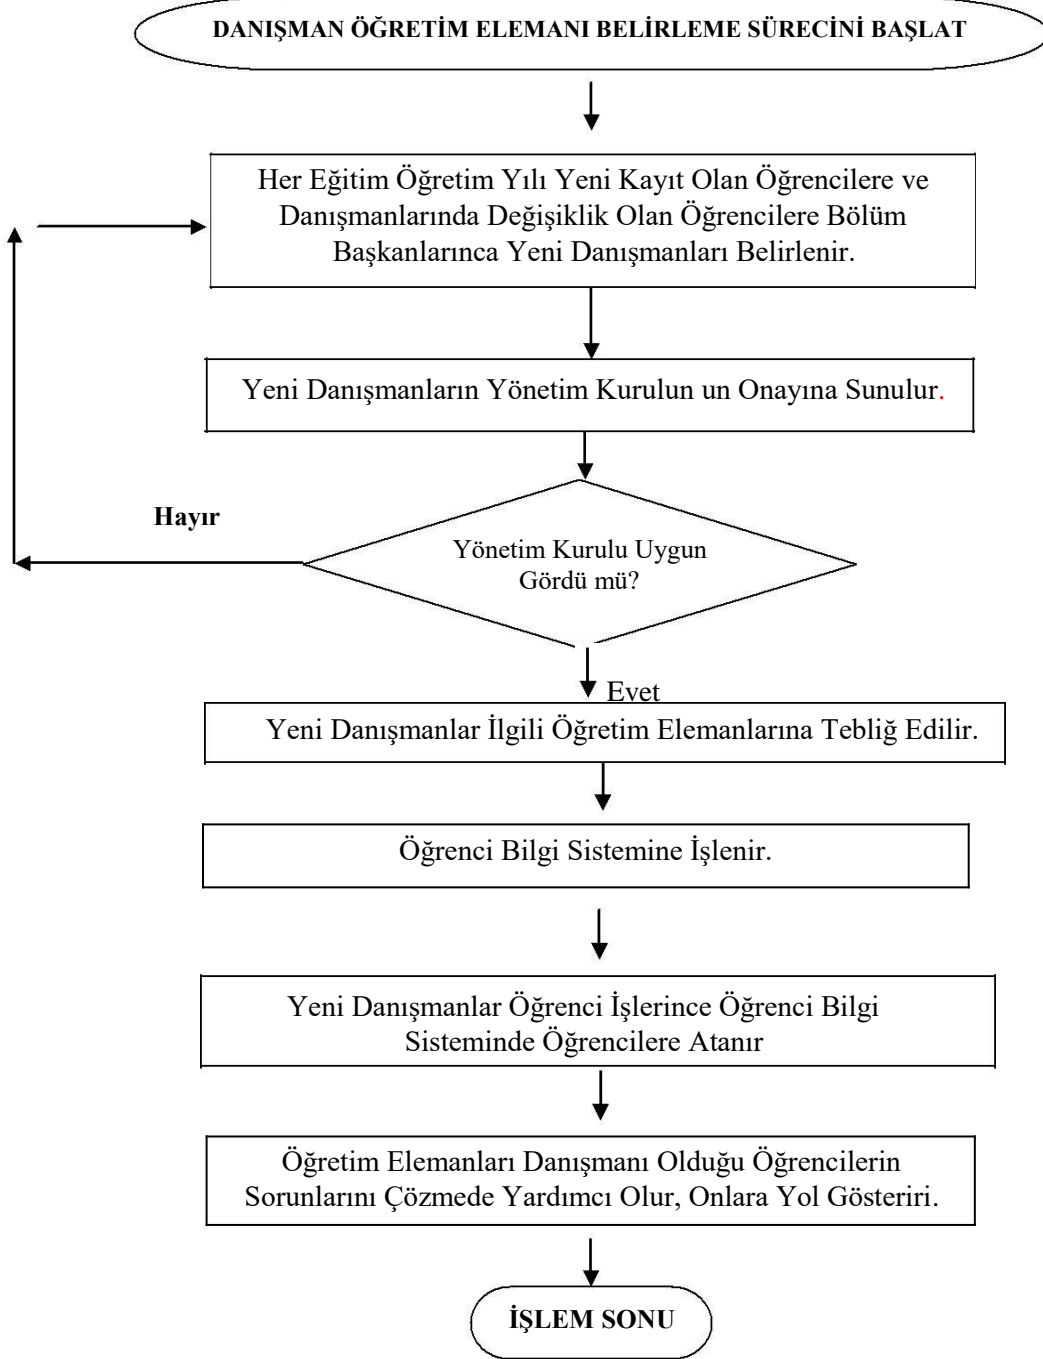 DANIŞMAN ÖĞRETİM ELEMANI BELİRLEME SÜRECİNİ BAŞLAT
Her Eğitim Öğretim Yılı Yeni Kayıt Olan Öğrencilere ve
Danışmanlarında Değişiklik Olan Öğrencilere Bölüm
Başkanlarınca Yeni Danışmanları Belirlenir.
Yeni Danışmanların Yönetim Kurulun un Onayına Sunulur.
Hayır
Yönetim Kurulu Uygun
Gördü mü?
Evet
Yeni Danışmanlar İlgili Öğretim Elemanlarına Tebliğ Edilir.
Öğrenci Bilgi Sistemine İşlenir.
Yeni Danışmanlar Öğrenci İşlerince Öğrenci Bilgi
Sisteminde Öğrencilere Atanır
Öğretim Elemanları Danışmanı Olduğu Öğrencilerin
Sorunlarını Çözmede Yardımcı Olur, Onlara Yol Gösteriri.
İŞLEM SONU